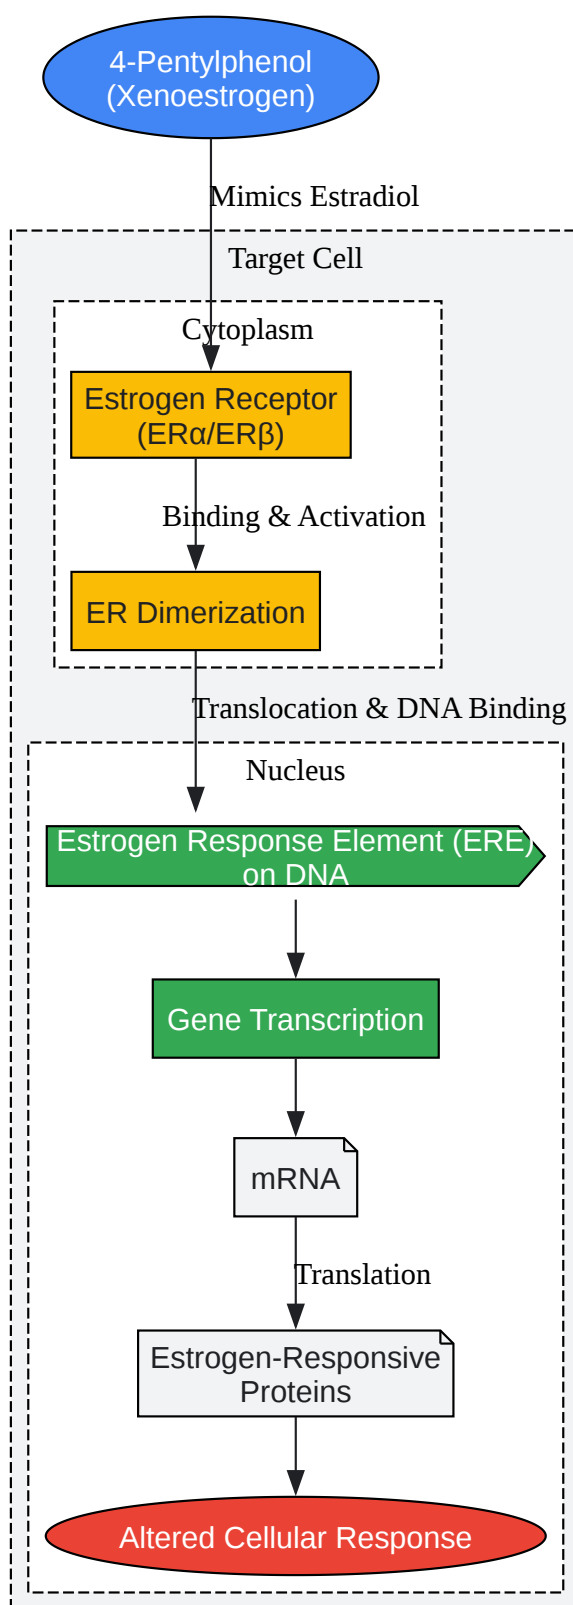 4-Pentylphenol
(Xenoestrogen)
Mimics Estradiol
Target Cell
Cytoplasm
Estrogen Receptor
(ERα/ERβ)
Binding & Activation
ER Dimerization
Translocation & DNA Binding
Nucleus
Estrogen Response Element (ERE)
on DNA
Gene Transcription
mRNA
Translation
Estrogen-Responsive
Proteins
Altered Cellular Response